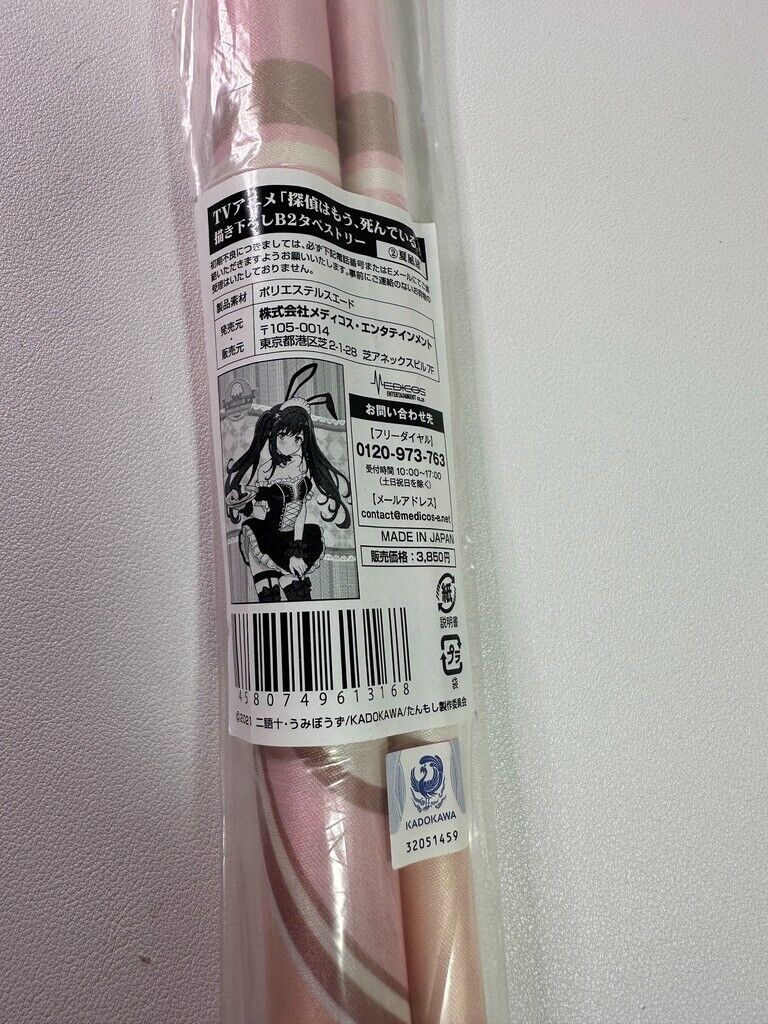 TVアニメ「探偵はもう、死んでいる。
描き下ろしB2タペストリー
②夏凪渚
初期不良につきましては、必ず下記電話番号またはEメールにてご連
絡いただきますようお願いいたします。事前にご連絡のないお荷物の
受理はいたしておりません。
製品素材 ポリエステルスエード
発売元・販売元
株式会社メディコス・エンタテインメント
〒105-0014
東京都港区芝2-1-28 芝アネックスビル7F
MEDICOS
ENTERTAINMENT Co.,Ltd.
お問い合わせ先
【フリーダイヤル】
0120-973-763
受付時間 10:00~17:00
(土日祝日を除く)
【メールアドレス】
contact@medicos-e.net
MADE IN JAPAN
販売価格:3,850円
紙
説明書
プラ
袋
4580749613168
©2021 二語十・うみぼうず/KADOKAWA/たんもし製作委員会
KADOKAWA
32051459